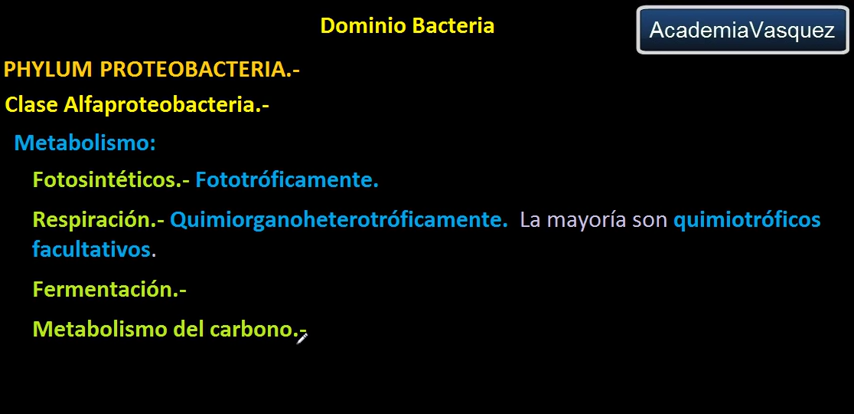 Dominio Bacteria
AcademiaVasquez
PHYLUM PROTEOBACTERIA.-
Clase Alfaproteobacteria.-
Metabolismo:
Fotosintéticos.- Fototróficamente.
Respiración.- Quimiorganoheterotróficamente. La mayoría son quimiotróficos
facultativos.
Fermentación.-
Metabolismo del carbono.-